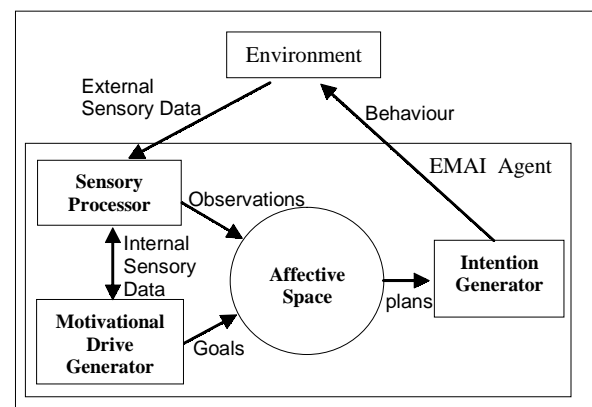 Environment
External
Sensory Data
Behaviour
EMAI Agent
Sensory
Processor
Observations
Internal
Sensory
Data
Affective
Space
Intention
Generator
plans
Motivational
Drive
Generator
Goals